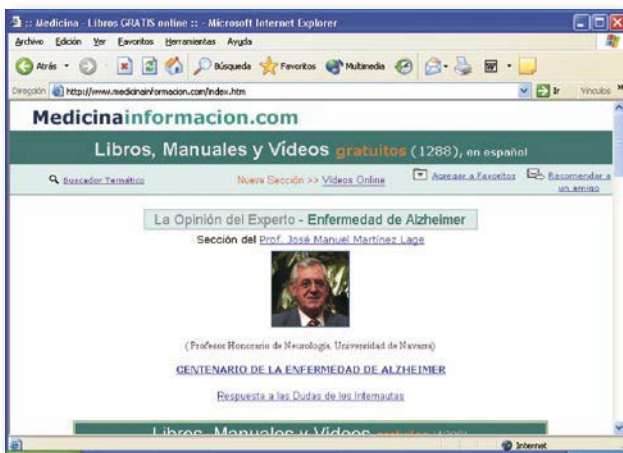 :: Medicina - Libros GRATIS online :: - Microsoft Internet Explorer
Archivo Edición Ver Favoritos Herramientas Ayuda
Atrás Búsqueda Favoritos Multimedia
Dirección http://www.medicinainformacion.com/index.htm Ir Vínculos »
Medicinainformacion.com
Libros, Manuales y Vídeos gratuitos (1288), en español
Buscador Temático Nueva Sección >> Vídeos Online Agregar a Favoritos Recomendar a
un amigo
La Opinión del Experto - Enfermedad de Alzheimer
Sección del Prof. José Manuel Martínez Lage
(Profesor Honorario de Neurología, Universidad de Navarra)
CENTENARIO DE LA ENFERMEDAD DE ALZHEIMER
Respuesta a las Dudas de los Internautas
Libros, Manuales y Vídeos gratuitos (1288)
Internet